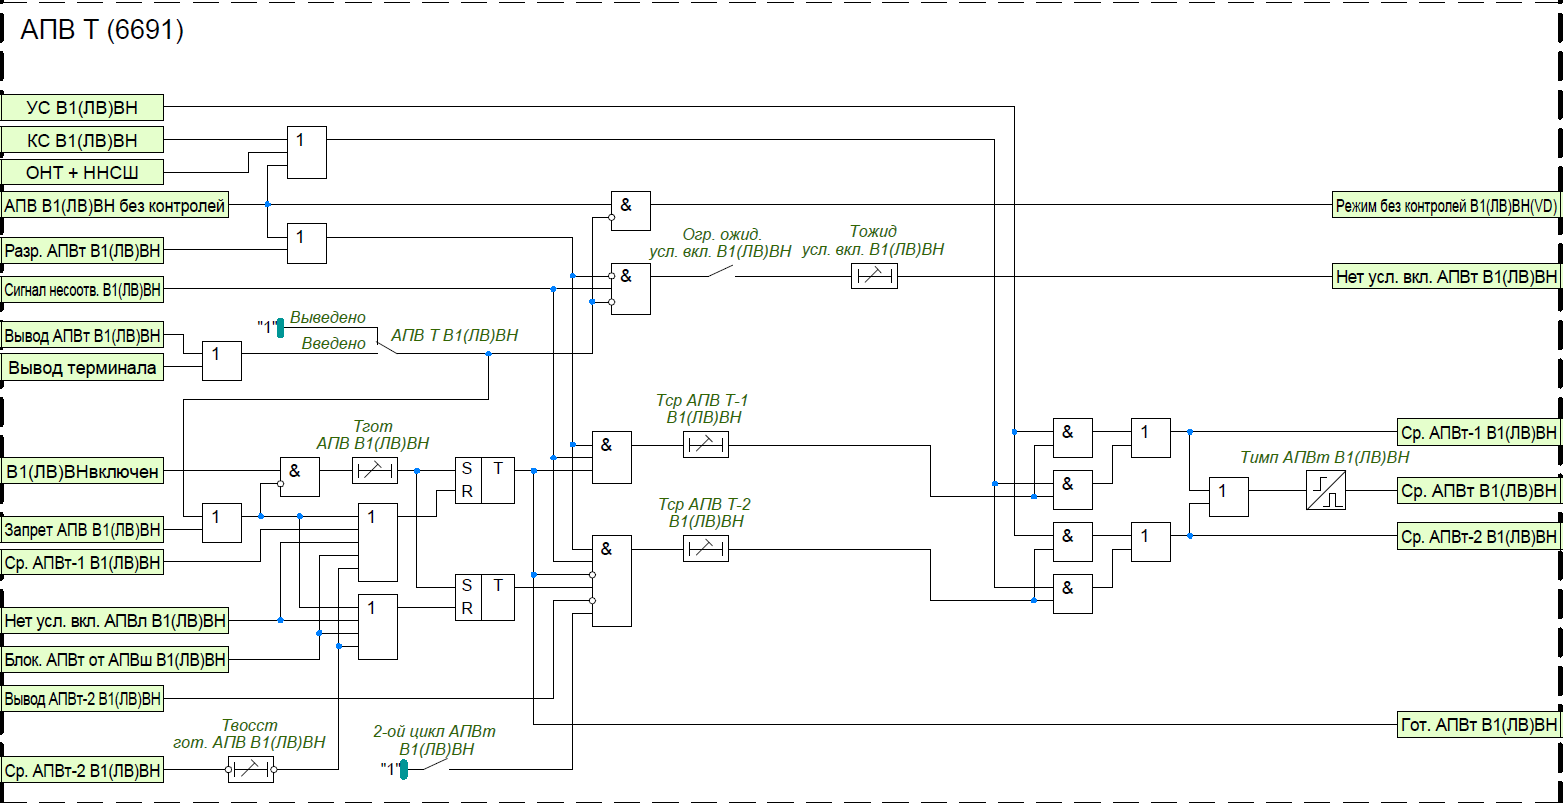 АПВ Т (6691)
УС В1(ЛВ)ВН
КС В1(ЛВ)ВН
1
ОНТ + ННСШ
АПВ В1(ЛВ)ВН без контролей
&
Режим без контролей В1(ЛВ)ВН(VD)
Разр. АПВт В1(ЛВ)ВН
1
Огр. ожид.
усл. вкл. В1(ЛВ)ВН
Тожид
усл. вкл. В1(ЛВ)ВН
&
Нет усл. вкл. АПВт В1(ЛВ)ВН
Сигнал несоотв. В1(ЛВ)ВН
"1"
Выведено
Введено
АПВ Т В1(ЛВ)ВН
Вывод АПВт В1(ЛВ)ВН
1
Вывод терминала
Тср АПВ Т-1
В1(ЛВ)ВН
Тгот
АПВ В1(ЛВ)ВН
&
&
1
Ср. АПВт-1 В1(ЛВ)ВН
В1(ЛВ)ВНвключен
&
S
T
R
&
Тимп АПВт В1(ЛВ)ВН
1
Ср. АПВт В1(ЛВ)ВН
Запрет АПВ В1(ЛВ)ВН
1
1
Тср АПВ Т-2
В1(ЛВ)ВН
&
&
1
Ср. АПВт-2 В1(ЛВ)ВН
Ср. АПВт-1 В1(ЛВ)ВН
S
T
R
&
Нет усл. вкл. АПВл В1(ЛВ)ВН
1
Блок. АПВт от АПВш В1(ЛВ)ВН
Вывод АПВт-2 В1(ЛВ)ВН
Гот. АПВт В1(ЛВ)ВН
Твосст
гот. АПВ В1(ЛВ)ВН
2-ой цикл АПВт
В1(ЛВ)ВН
Ср. АПВт-2 В1(ЛВ)ВН
"1"